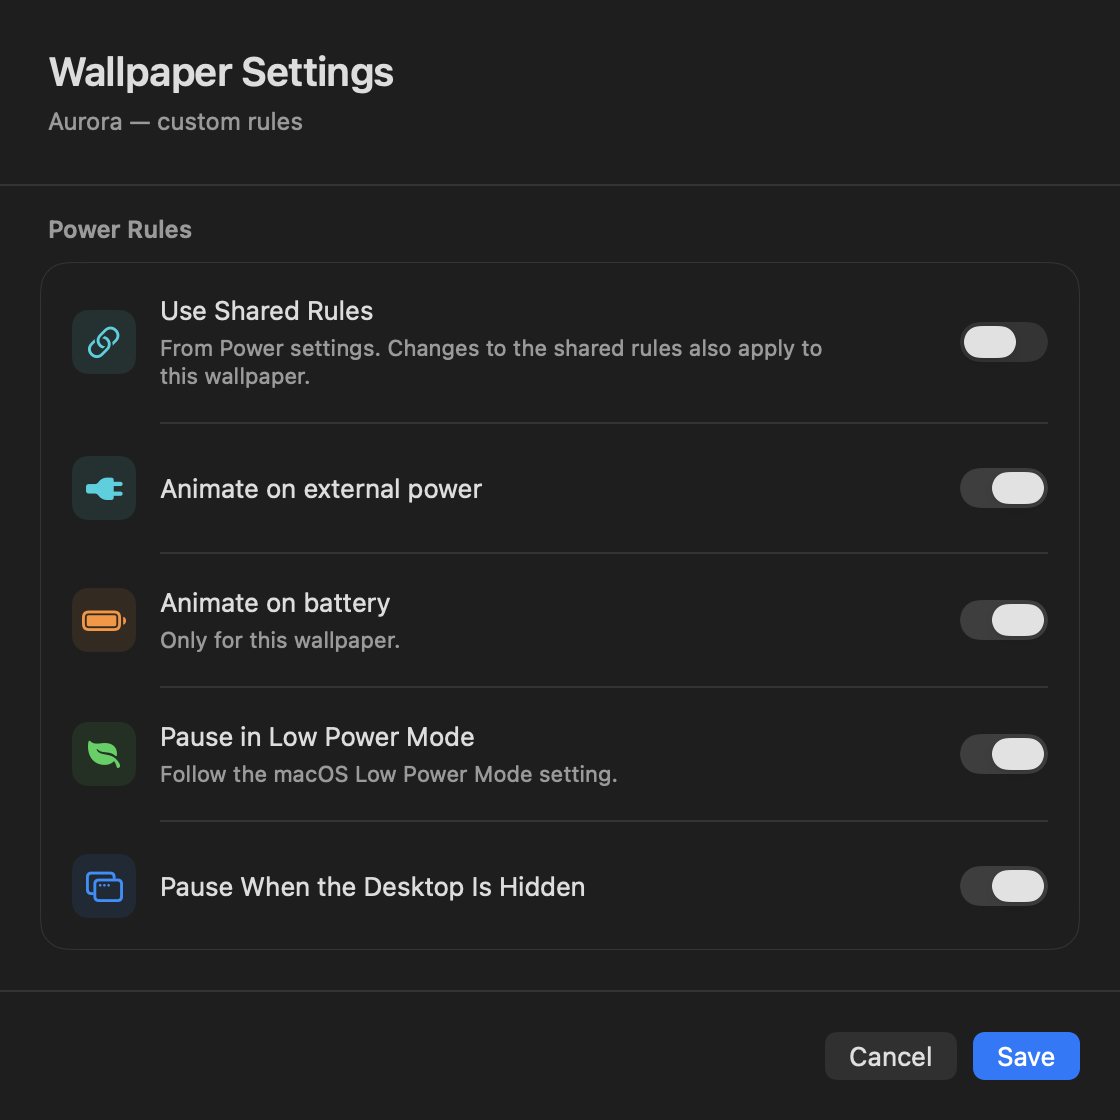 Wallpaper Settings
Aurora — custom rules
Power Rules
Use Shared Rules
From Power settings. Changes to the shared rules also apply to
this wallpaper.
Animate on external power
Animate on battery
Only for this wallpaper.
Pause in Low Power Mode
Follow the macOS Low Power Mode setting.
Pause When the Desktop Is Hidden
Cancel
Save